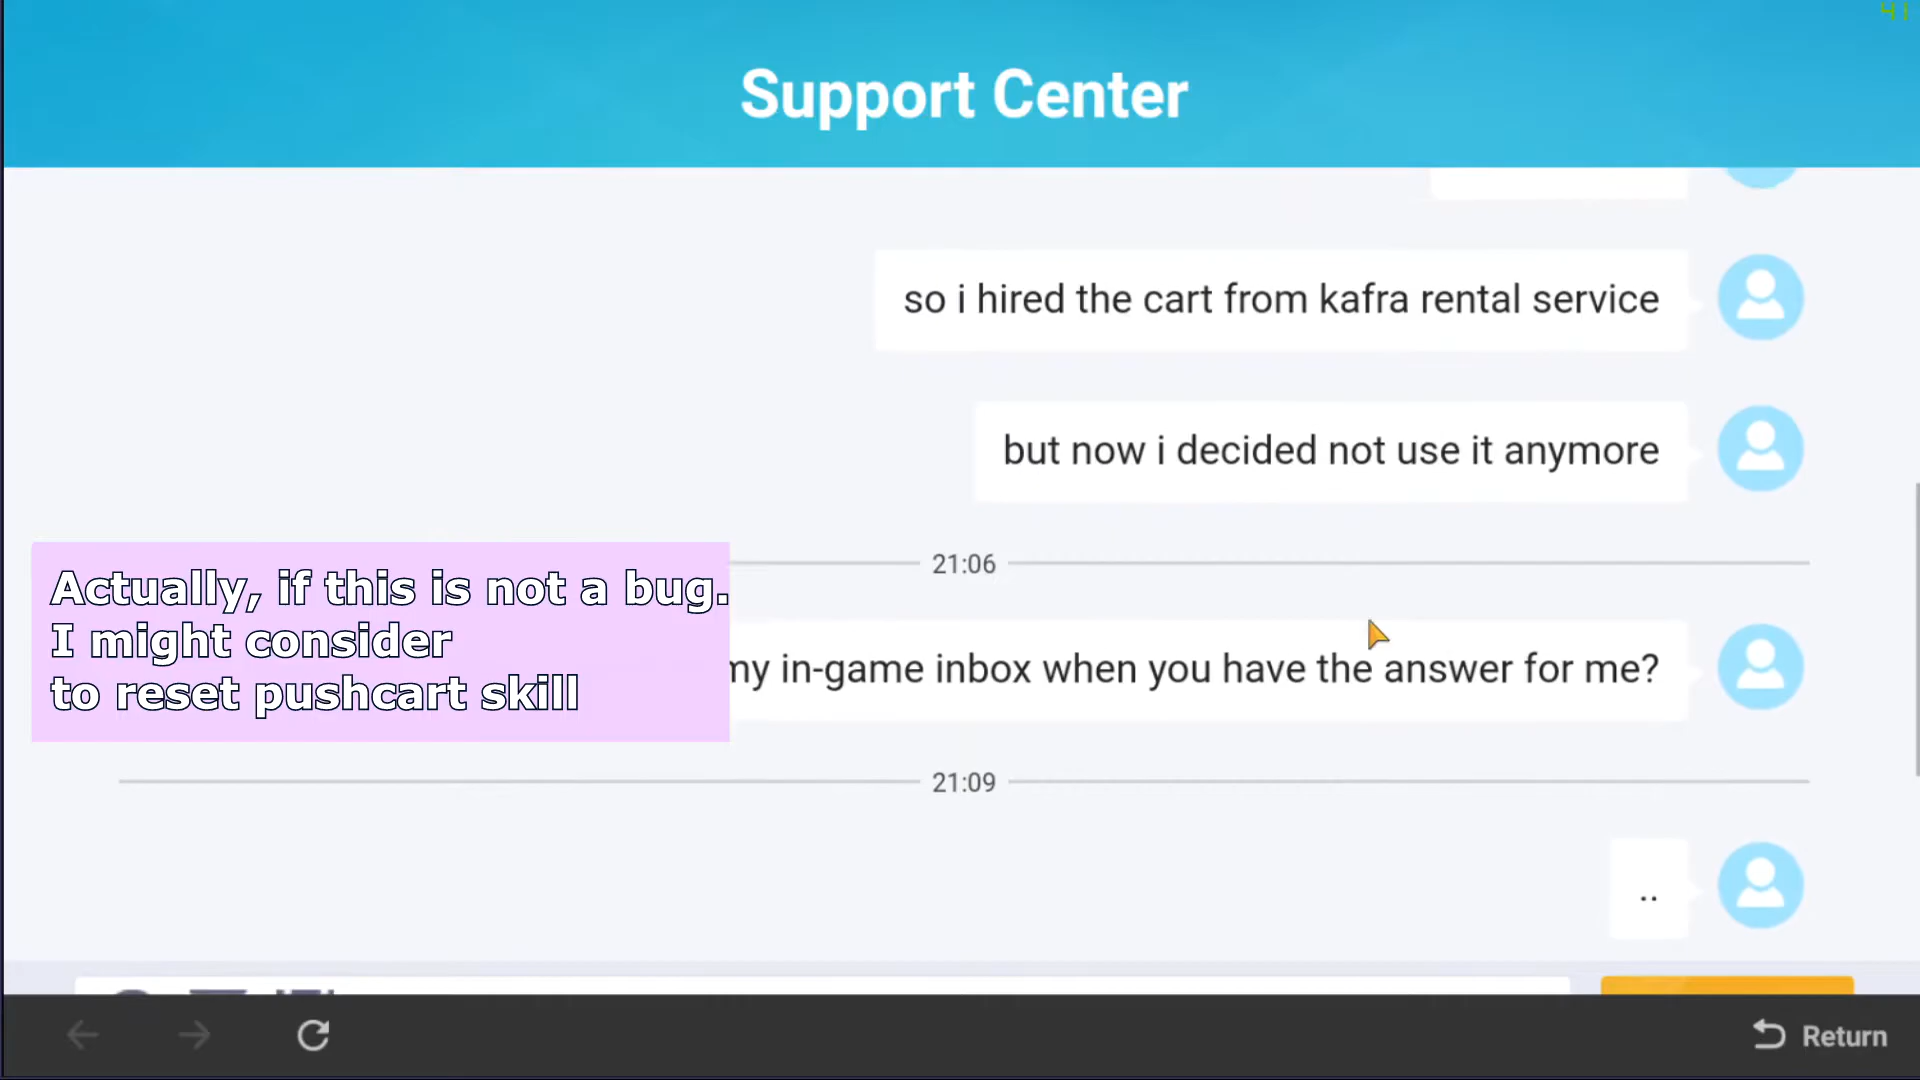 41
Support Center
so i hired the cart from kafra rental service
but now i decided not use it anymore
21:06
Actually, if this is not a bug.
I might consider
to reset pushcart skill
my in-game inbox when you have the answer for me?
21:09
..
Return